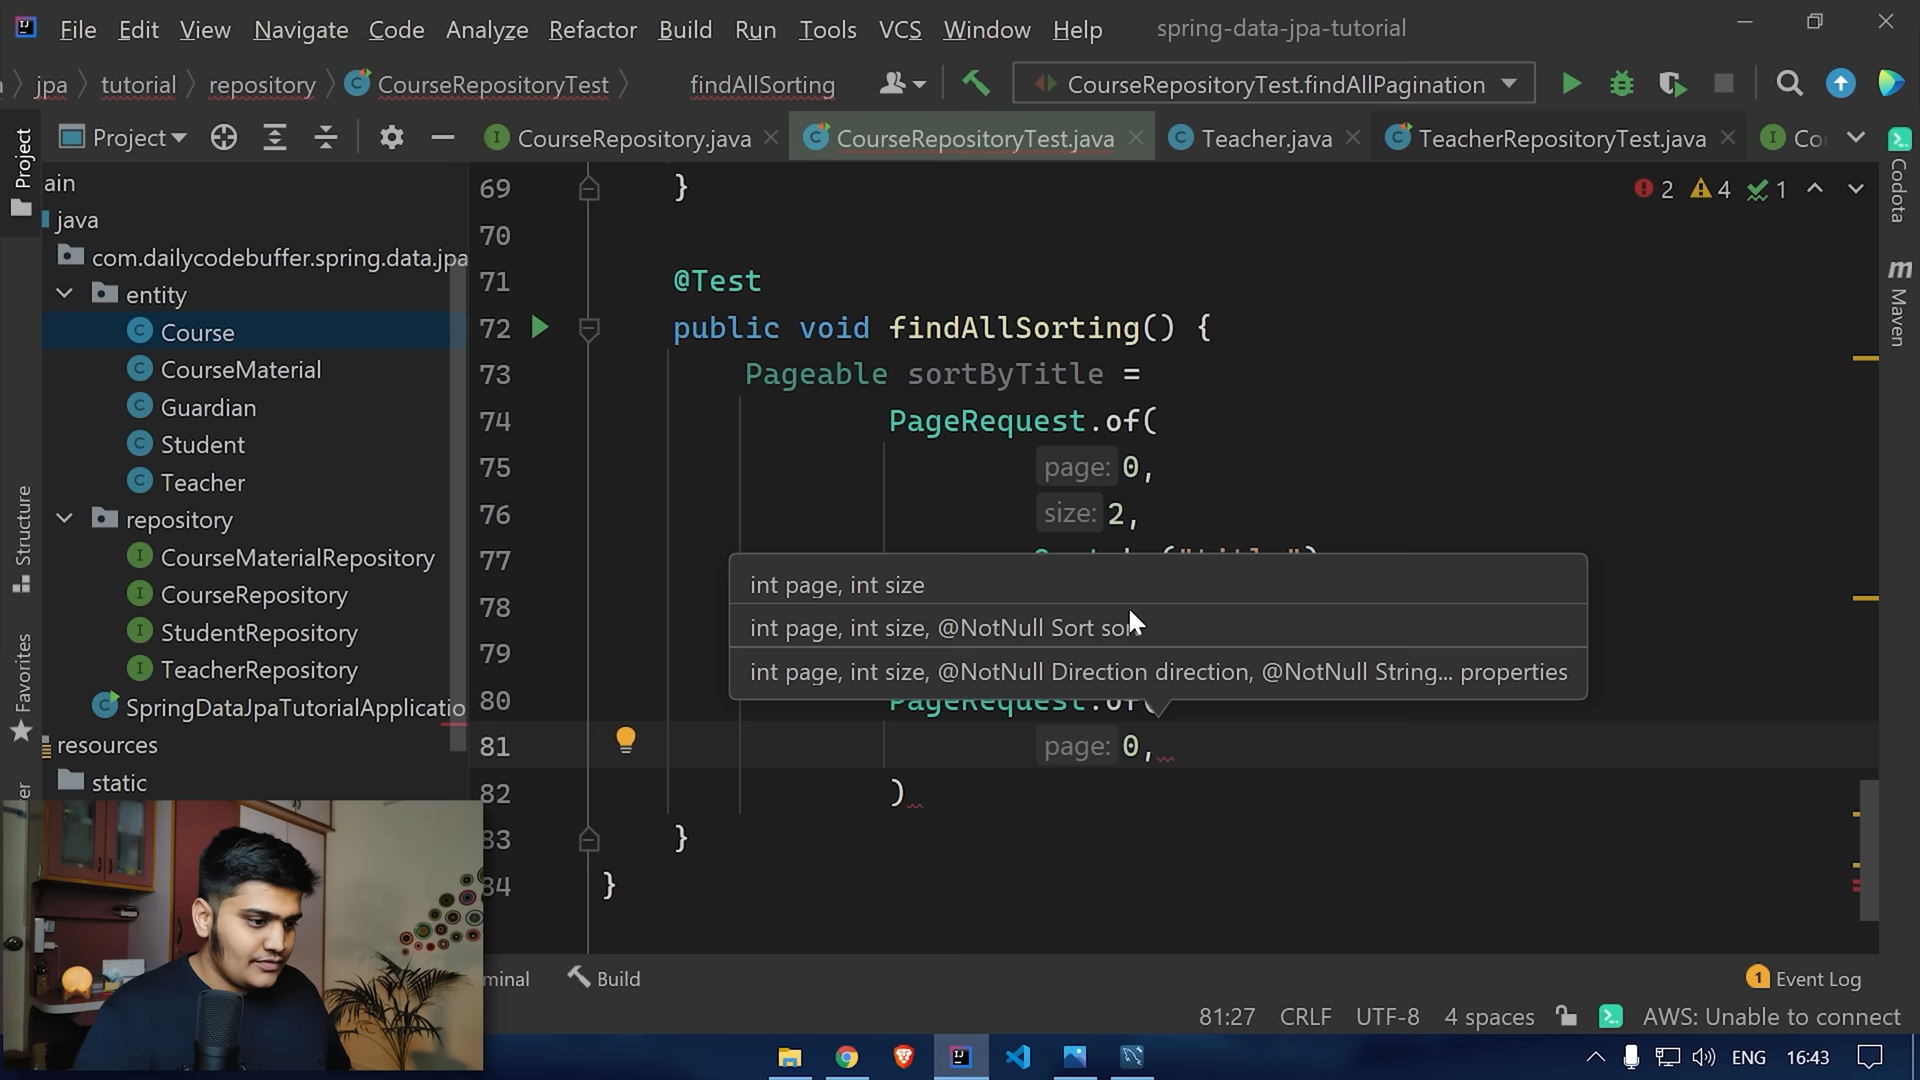 File Edit View Navigate Code Analyze Refactor Build Run Tools VCS Window Help spring-data-jpa-tutorial
jpa tutorial repository CourseRepositoryTest findAllSorting CourseRepositoryTest.findAllPagination
Project CourseRepository.java CourseRepositoryTest.java Teacher.java TeacherRepositoryTest.java Co
Project
Structure
Favorites
Codota
Maven
ain
java
com.dailycodebuffer.spring.data.jpa
entity
Course
CourseMaterial
Guardian
Student
Teacher
repository
CourseMaterialRepository
CourseRepository
StudentRepository
TeacherRepository
SpringDataJpaTutorialApplicatio
resources
static
2 4 1
69 }
70
71 @Test
72 public void findAllSorting() {
73 Pageable sortByTitle =
74 PageRequest.of(
75 page: 0,
76 size: 2,
77
int page, int size
78
int page, int size, @NotNull Sort
79
int page, int size, @NotNull Direction direction, @NotNull String... properties
80 PageRequest.of(
81 page: 0,
82 )
83 }
84 }
minal Build 1 Event Log
81:27 CRLF UTF-8 4 spaces AWS: Unable to connect
ENG 16:43